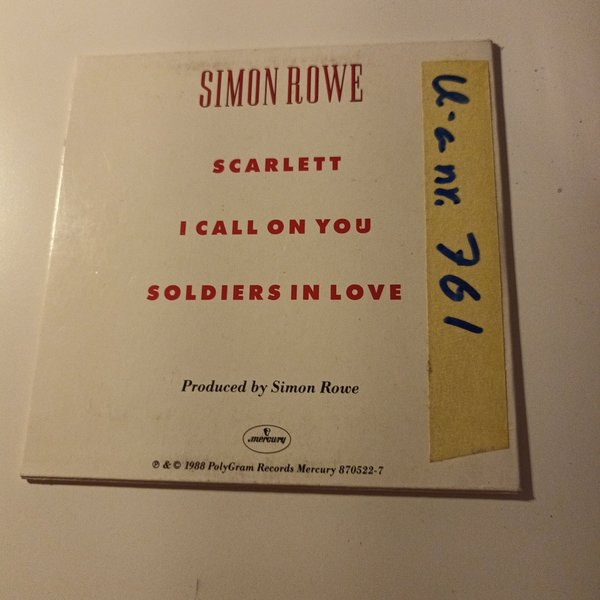 SIMON ROWE
SCARLETT
I CALL ON YOU
SOLDIERS IN LOVE
Produced by Simon Rowe
mercury
℗ & © 1988 PolyGram Records Mercury 870522-7
nr. 761